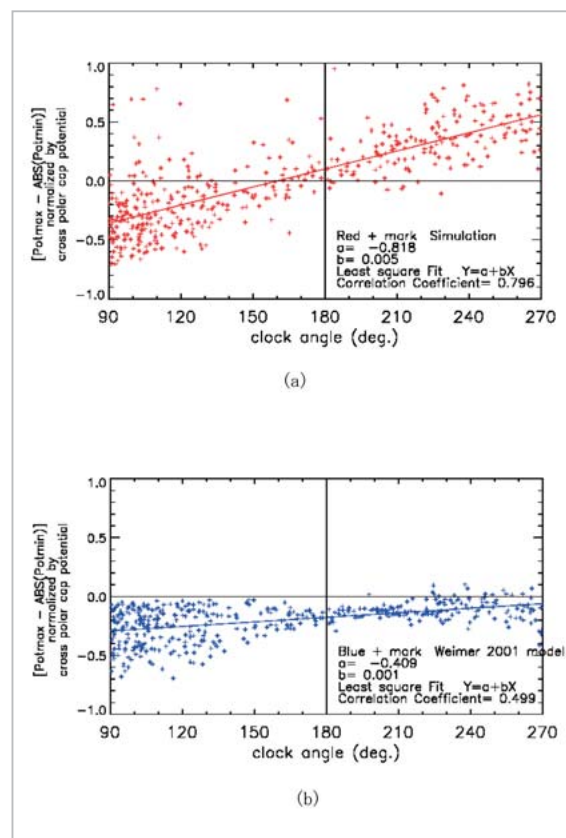 [Potmax − ABS(Potmin)]
normalized by
cross polar cap potential
1.0
0.5
0.0
−0.5
−1.0
Red + mark Simulation
a= −0.818
b= 0.005
Least square Fit Y=a+bX
Correlation Coefficient= 0.796
90 120 150 180 210 240 270
clock angle (deg.)
(a)
[Potmax − ABS(Potmin)]
normalized by
cross polar cap potential
1.0
0.5
0.0
−0.5
−1.0
Blue + mark Weimer 2001 model
a= −0.409
b= 0.001
Least square Fit Y=a+bX
Correlation Coefficient= 0.499
90 120 150 180 210 240 270
clock angle (deg.)
(b)